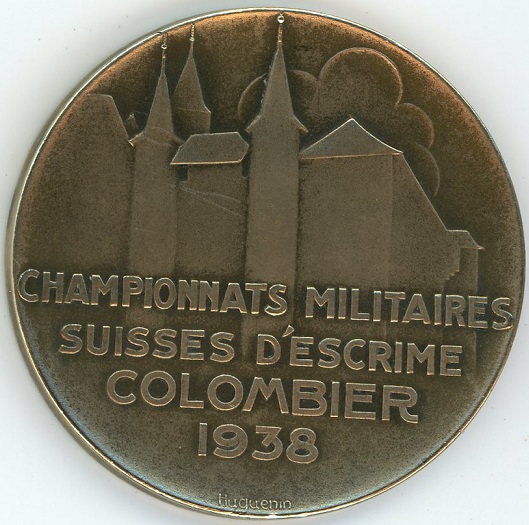 CHAMPIONNATS MILITAIRES
SUISSES D'ESCRIME
COLOMBIER
1938
Huguenin